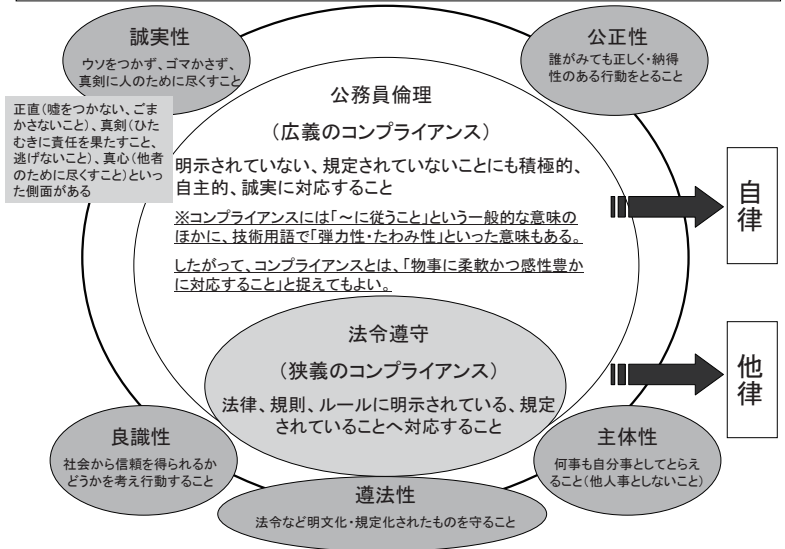 誠実性
ウソをつかず、ゴマかさず、
真剣に人のために尽くすこと
公正性
誰がみても正しく・納得
性のある行動をとること
正直(嘘をつかない、ごま
かさないこと)、真剣(ひた
むきに責任を果たすこと、
逃げないこと)、真心(他者
のために尽くすこと)といっ
た側面がある
公務員倫理
(広義のコンプライアンス)
明示されていない、規定されていないことにも積極的、
自主的、誠実に対応すること
※コンプライアンスには「～に従うこと」という一般的な意味の
ほかに、技術用語で「弾力性・たわみ性」といった意味もある。
したがって、コンプライアンスとは、「物事に柔軟かつ感性豊か
に対応すること」と捉えてもよい。
自律
法令遵守
(狭義のコンプライアンス)
法律、規則、ルールに明示されている、規定
されていることへ対応すること
他律
良識性
社会から信頼を得られるか
どうかを考え行動すること
主体性
何事も自分事としてとらえ
ること(他人事としないこと)
遵法性
法令など明文化・規定化されたものを守ること